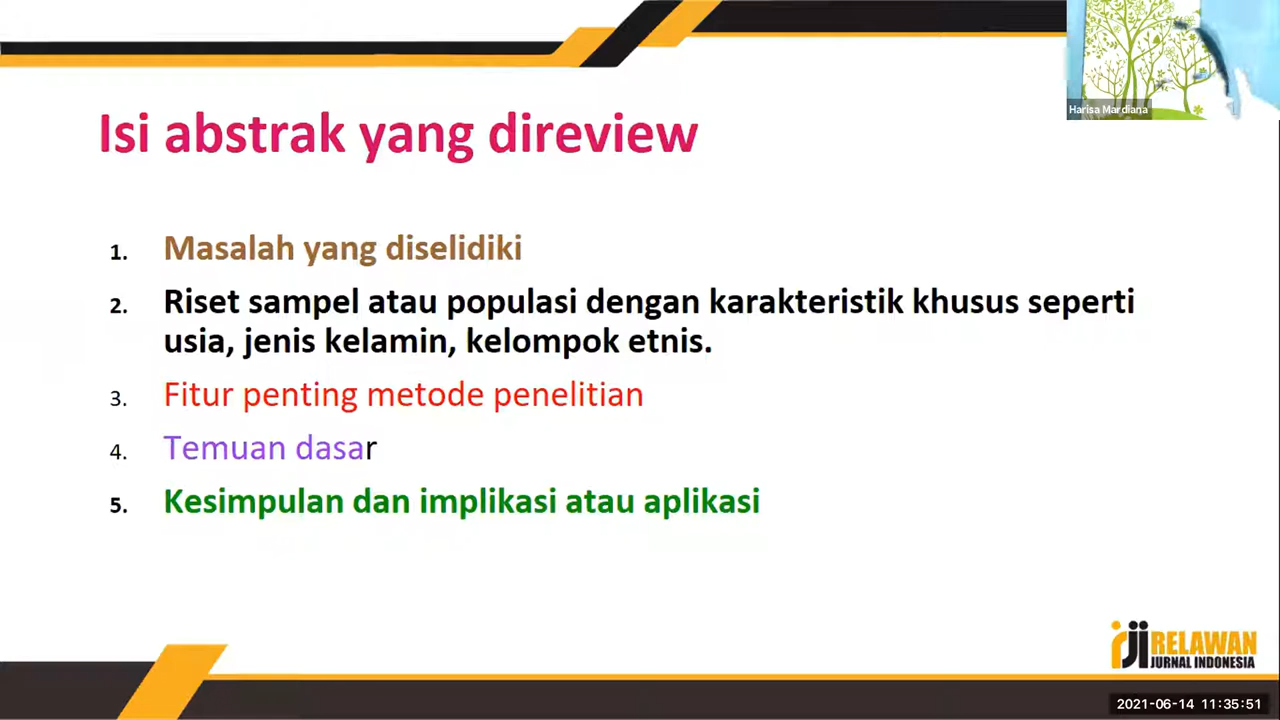 Harisa Mardiana
Isi abstrak yang direview
1. Masalah yang diselidiki
2. Riset sampel atau populasi dengan karakteristik khusus seperti
usia, jenis kelamin, kelompok etnis.
3. Fitur penting metode penelitian
4. Temuan dasar
5. Kesimpulan dan implikasi atau aplikasi
rji RELAWAN
JURNAL INDONESIA
2021-06-14 11:35:51